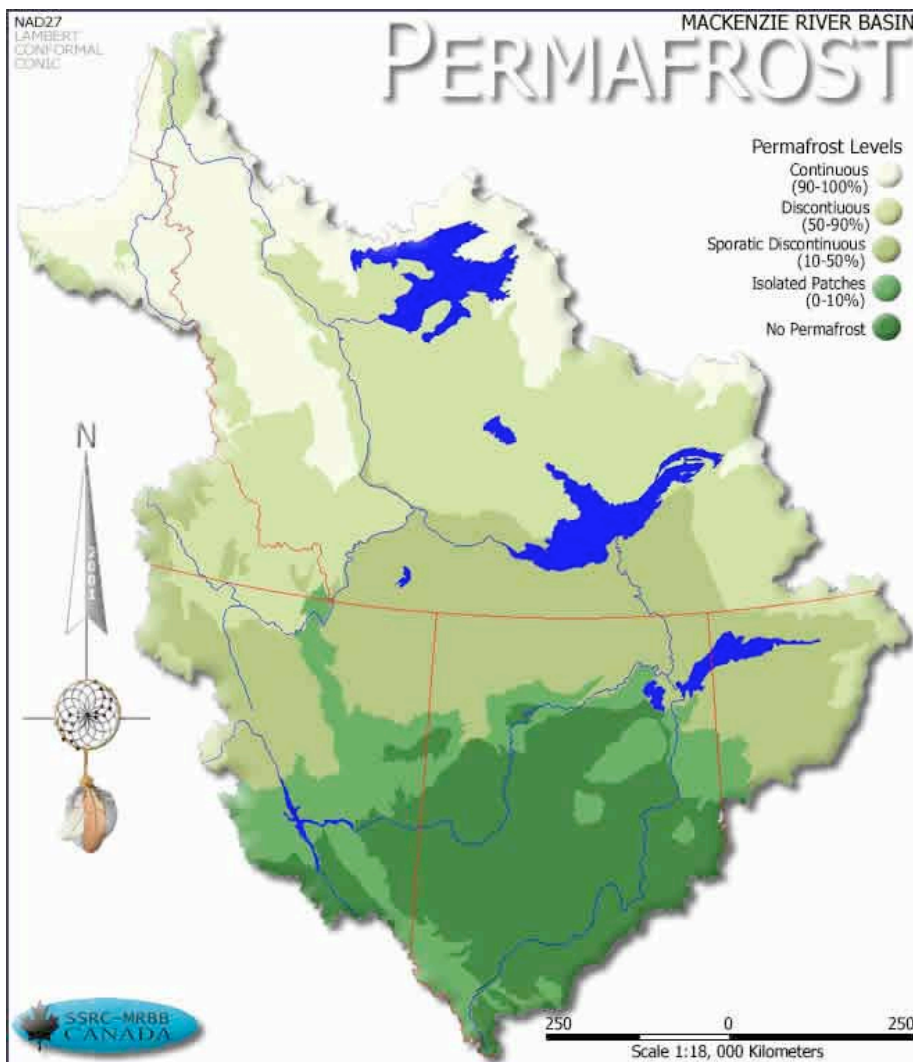 NAD27
LAMBERT
CONFORMAL
CONIC
MACKENZIE RIVER BASIN
PERMAFROST
Permafrost Levels
Continuous
(90-100%)
Discontiuous
(50-90%)
Sporatic Discontinuous
(10-50%)
Isolated Patches
(0-10%)
No Permafrost
N
2001
SSRC-MRBB
CANADA
250 0 250
Scale 1:18, 000 Kilometers